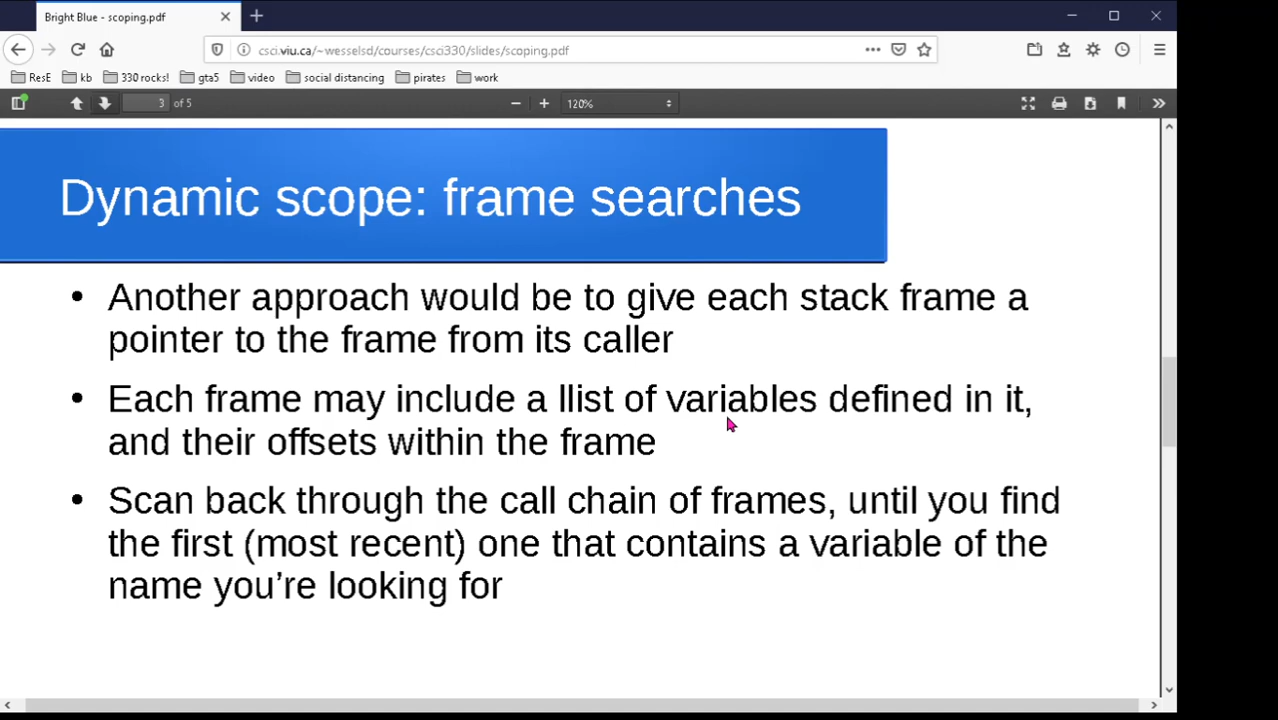 Bright Blue - scoping.pdf
csci.viu.ca/~wesselsd/courses/csci330/slides/scoping.pdf
ResE kb 330 rocks! gta5 video social distancing pirates work
3 of 5 120%
Dynamic scope: frame searches
• Another approach would be to give each stack frame a
pointer to the frame from its caller
• Each frame may include a llist of variables defined in it,
and their offsets within the frame
• Scan back through the call chain of frames, until you find
the first (most recent) one that contains a variable of the
name you’re looking for